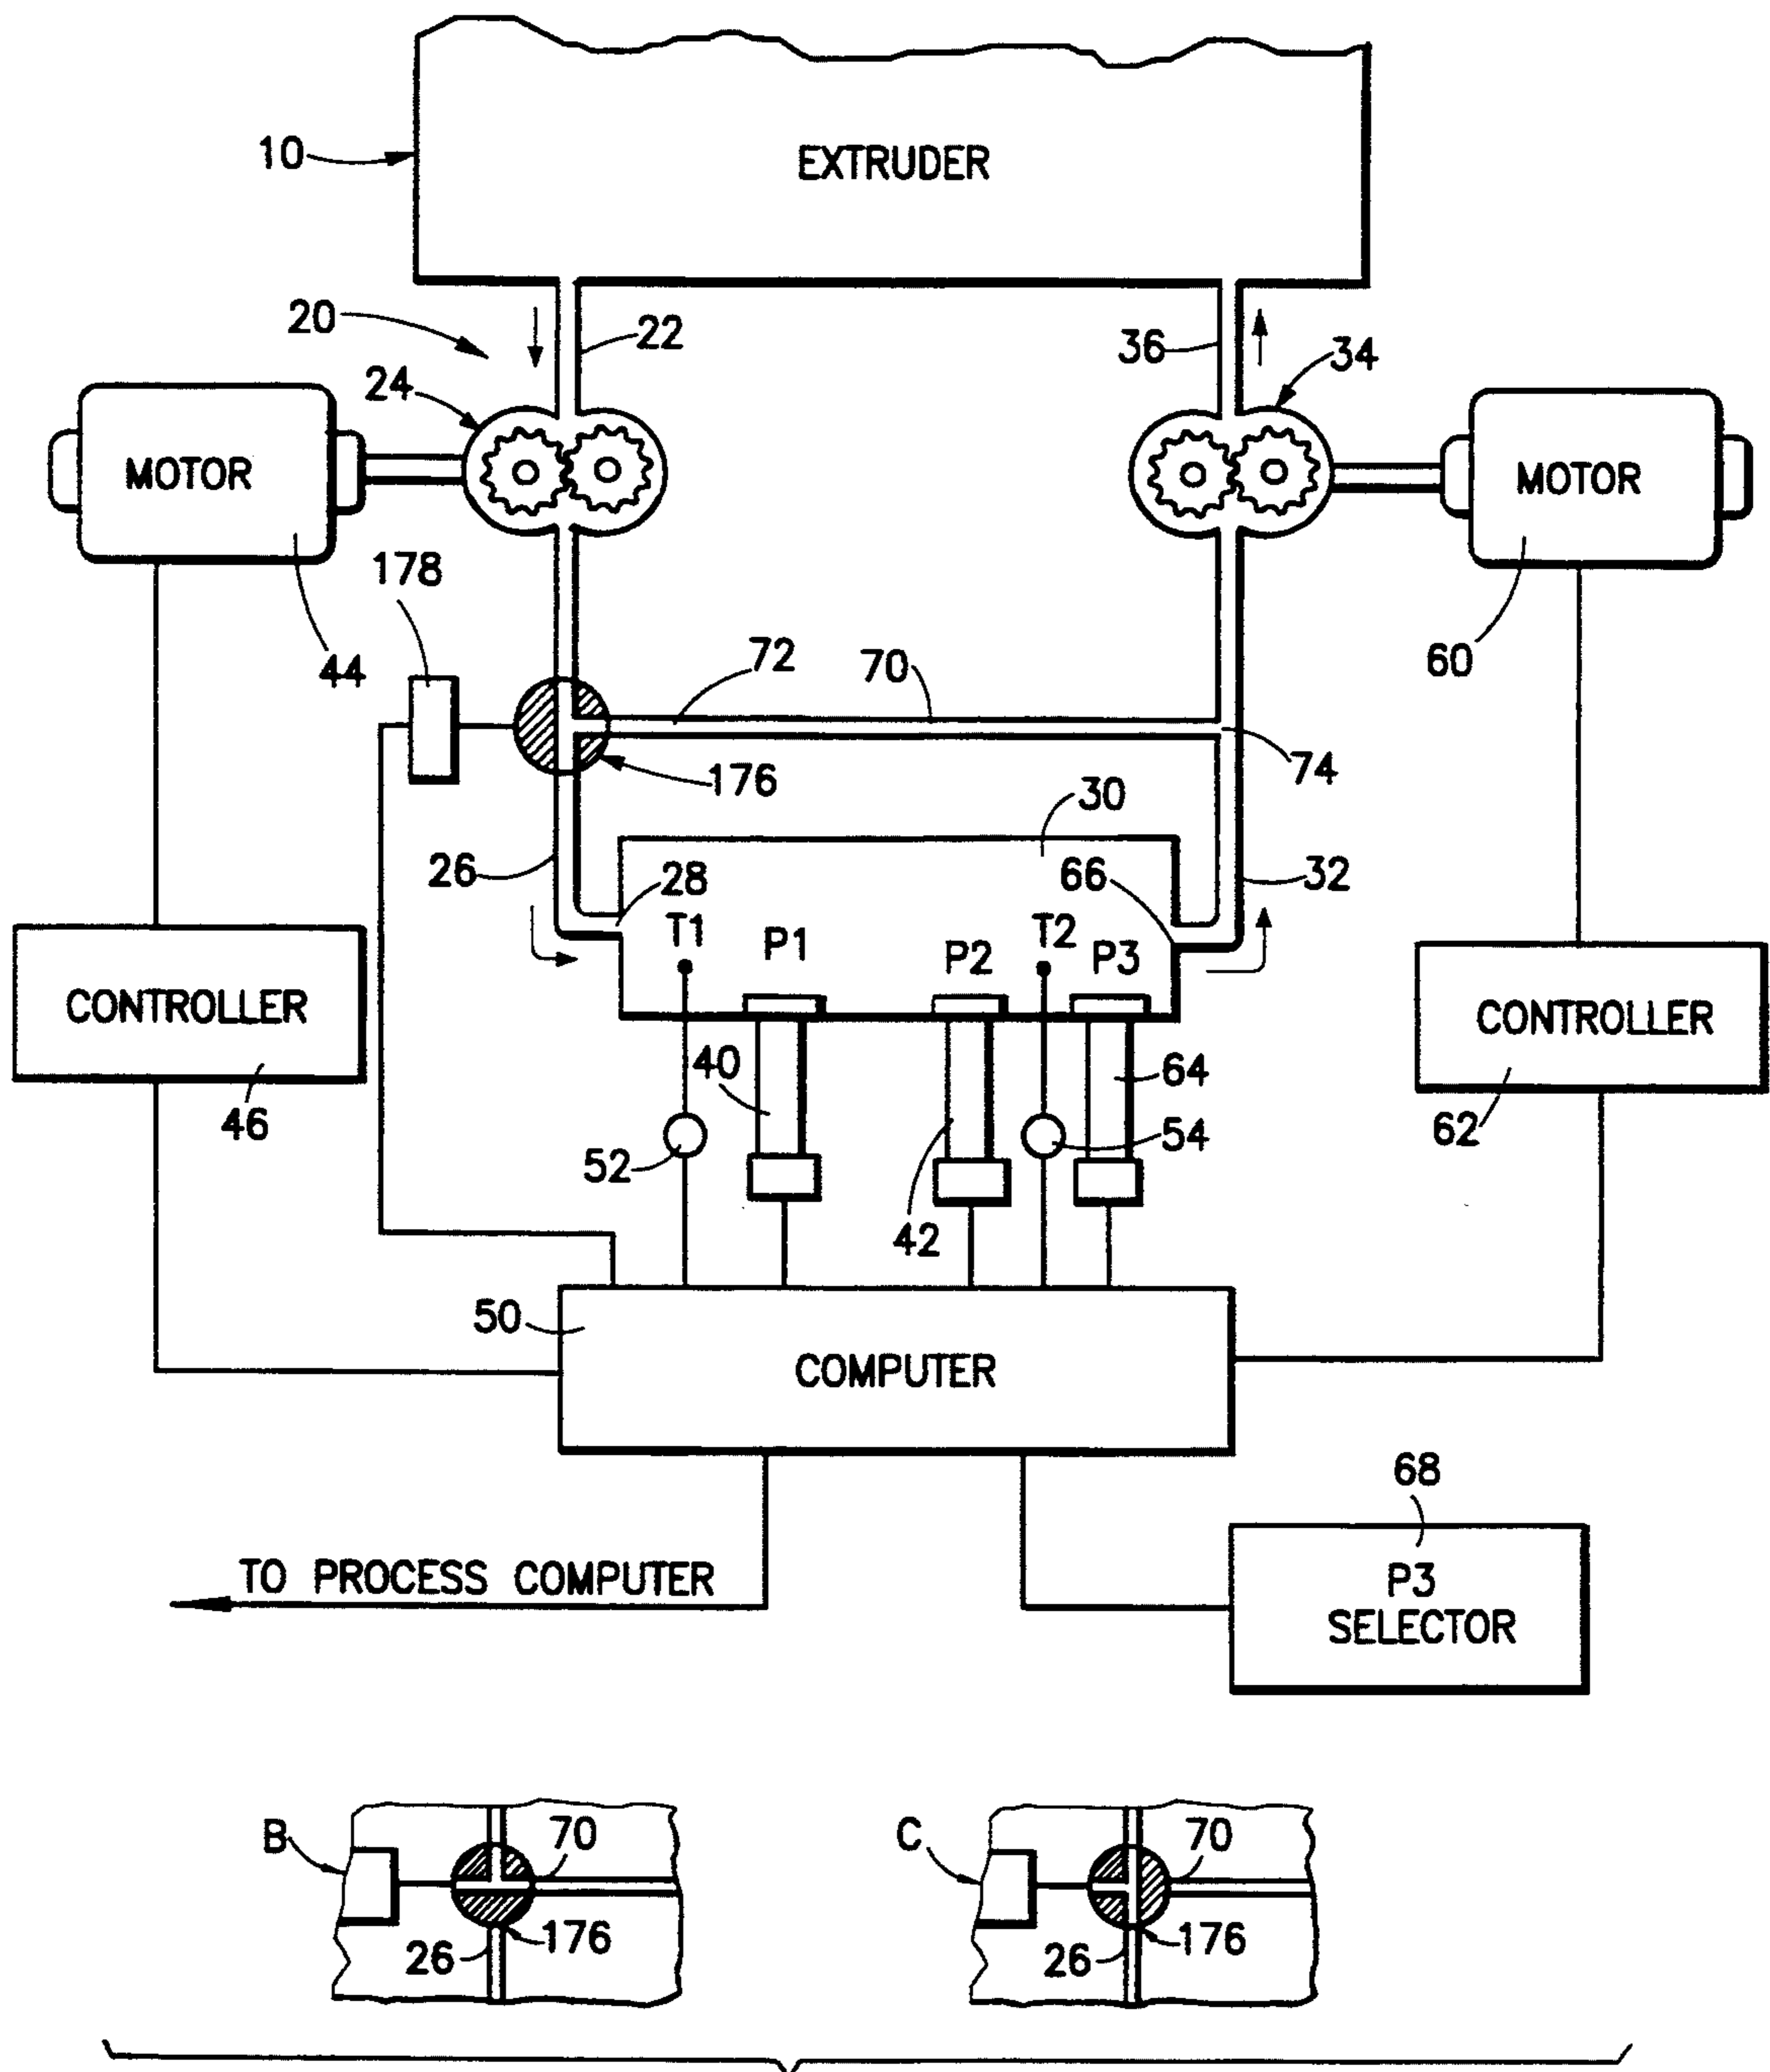 10
EXTRUDER
20
22
36
34
24
MOTOR
MOTOR
178
44
72
70
60
176
74
30
26
28
66
32
T1
P1
P2
T2
P3
CONTROLLER
CONTROLLER
46
40
64
62
52
54
42
50
COMPUTER
68
TO PROCESS COMPUTER
P3
SELECTOR
B
70
C
70
26
176
26
176